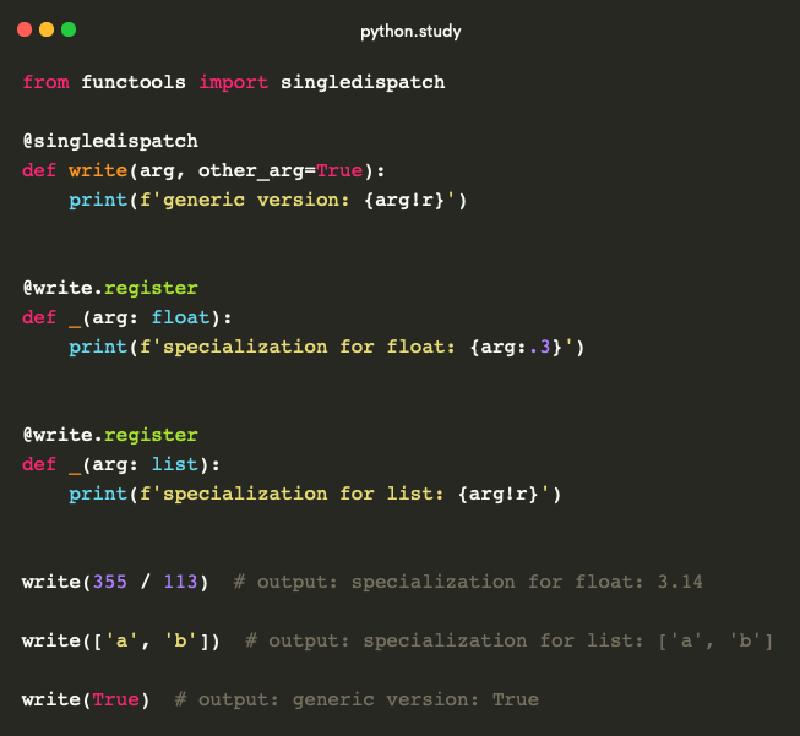 python.study
from functools import singledispatch
@singledispatch
def write(arg, other_arg=True):
    print(f'generic version: {arg!r}')
@write.register
def _(arg: float):
    print(f'specialization for float: {arg:.3}')
@write.register
def _(arg: list):
    print(f'specialization for list: {arg!r}')
write(355 / 113)  # output: specialization for float: 3.14
write(['a', 'b'])  # output: specialization for list: ['a', 'b']
write(True)  # output: generic version: True